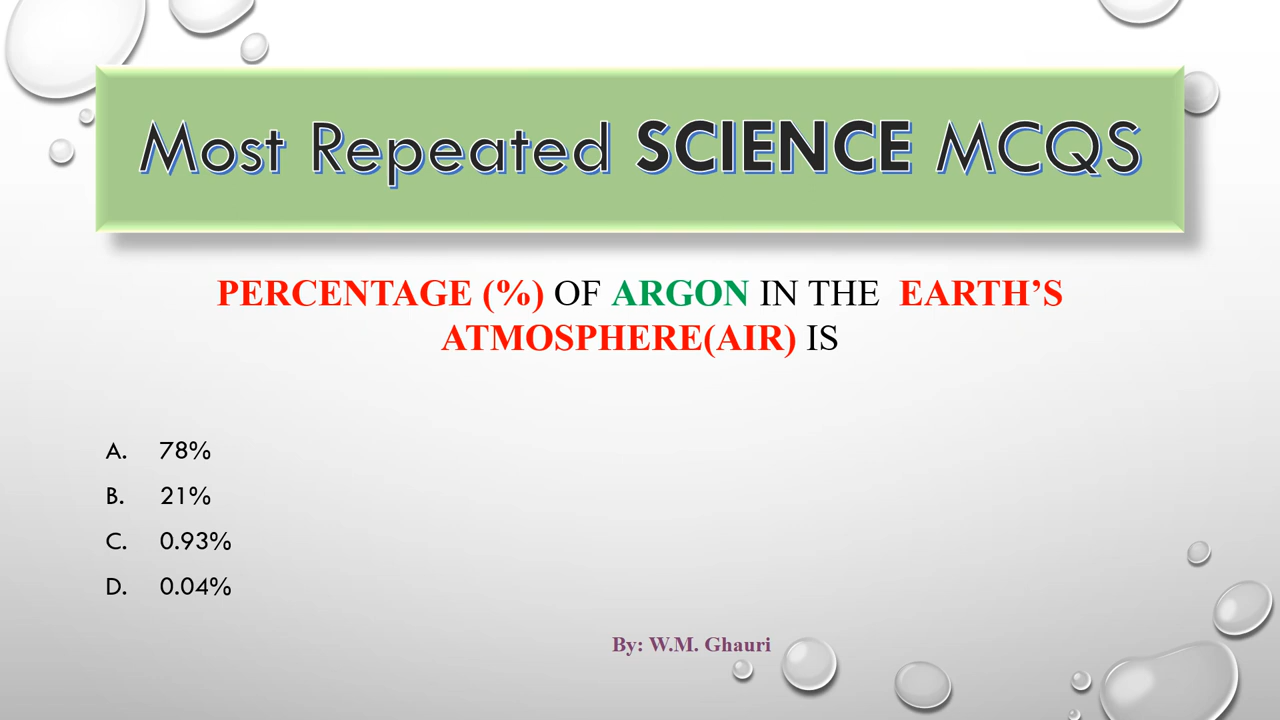 Most Repeated SCIENCE MCQS
PERCENTAGE (%) OF ARGON IN THE EARTH’S
ATMOSPHERE(AIR) IS
A. 78%
B. 21%
C. 0.93%
D. 0.04%
By: W.M. Ghauri